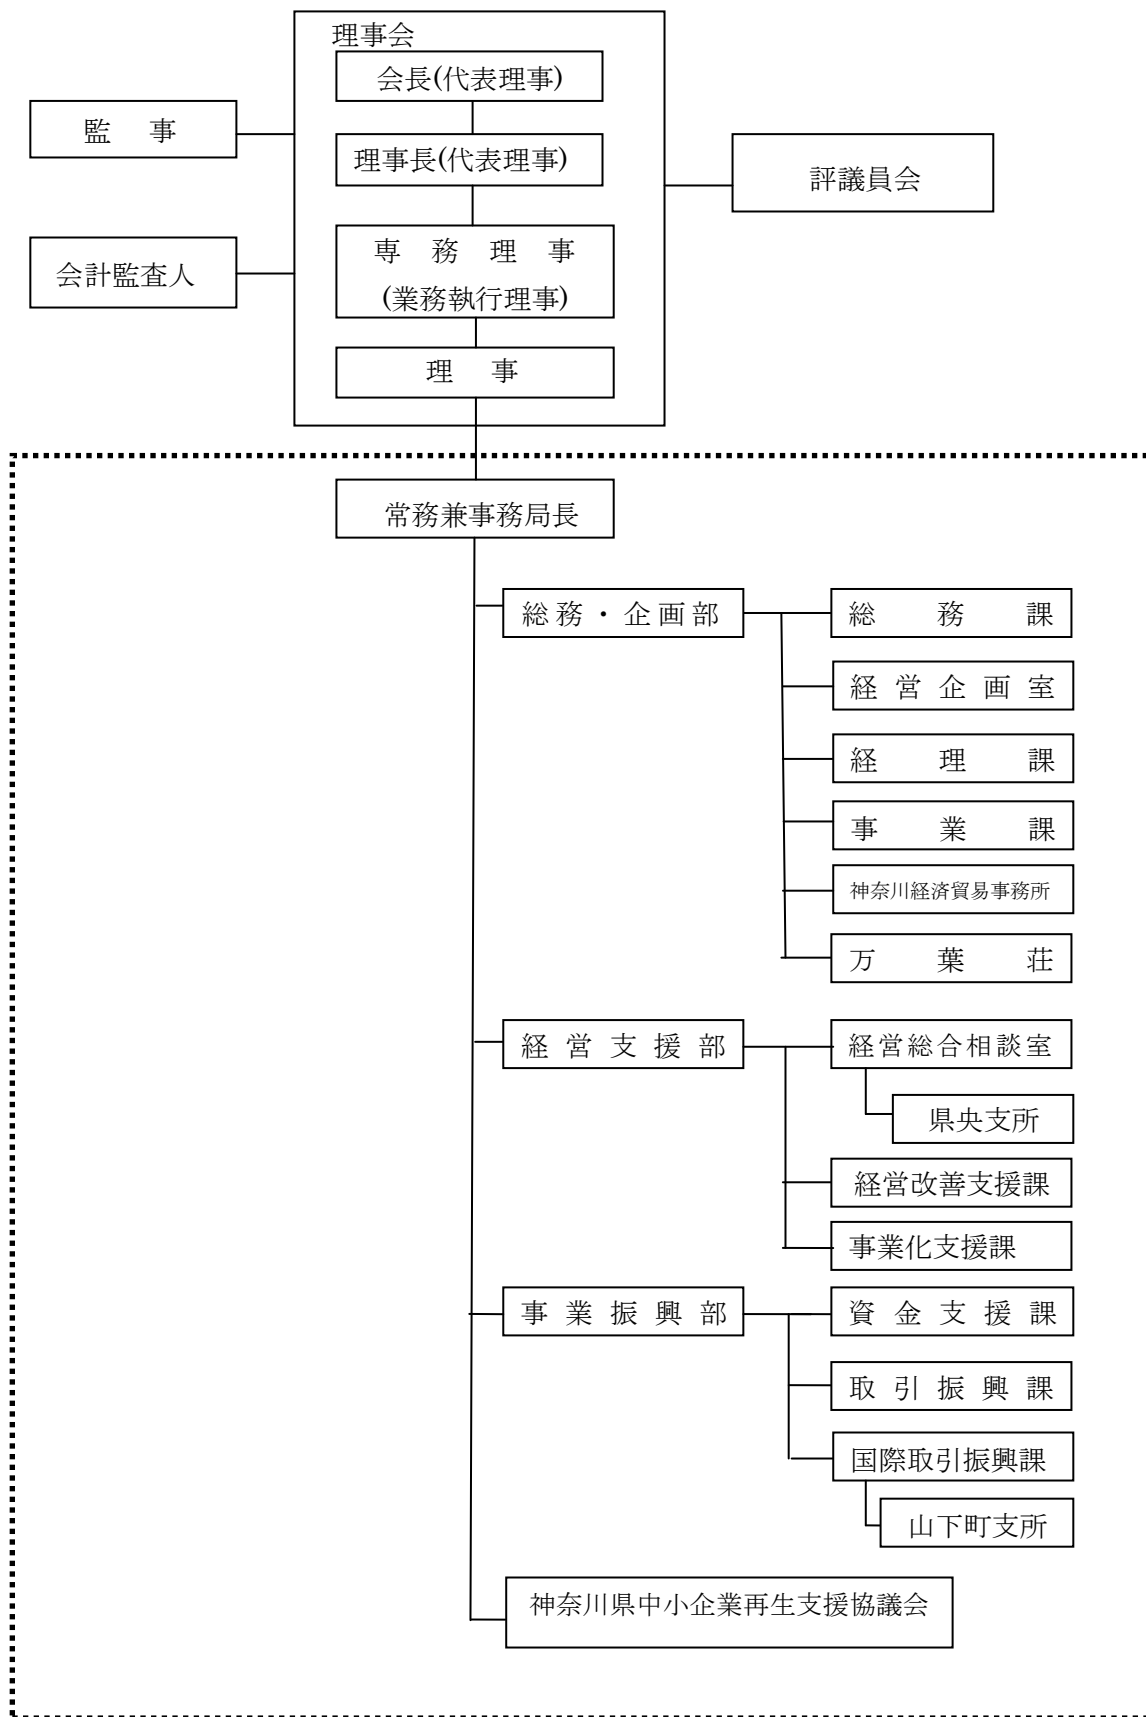 理事会
会長(代表理事)
監 事
理事長(代表理事)
評議員会
専 務 理 事
(業務執行理事)
会計監査人
理 事
常務兼事務局長
総務・企画部
総 務 課
経 営 企 画 室
経 理 課
事 業 課
神奈川経済貿易事務所
万 葉 荘
経 営 支 援 部
経営総合相談室
県央支所
経営改善支援課
事業化支援課
事 業 振 興 部
資 金 支 援 課
取 引 振 興 課
国際取引振興課
山下町支所
神奈川県中小企業再生支援協議会